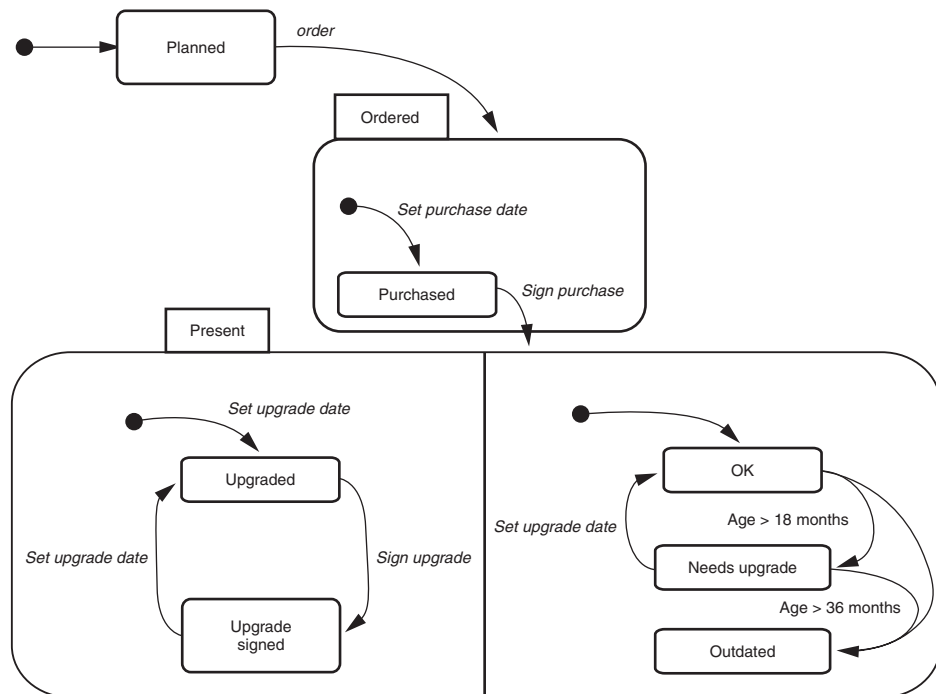 order
Planned
Ordered
Set purchase date
Purchased
Sign purchase
Present
Set upgrade date
Upgraded
Set upgrade date
Sign upgrade
Upgrade
signed
OK
Set upgrade date
Age > 18 months
Needs upgrade
Age > 36 months
Outdated